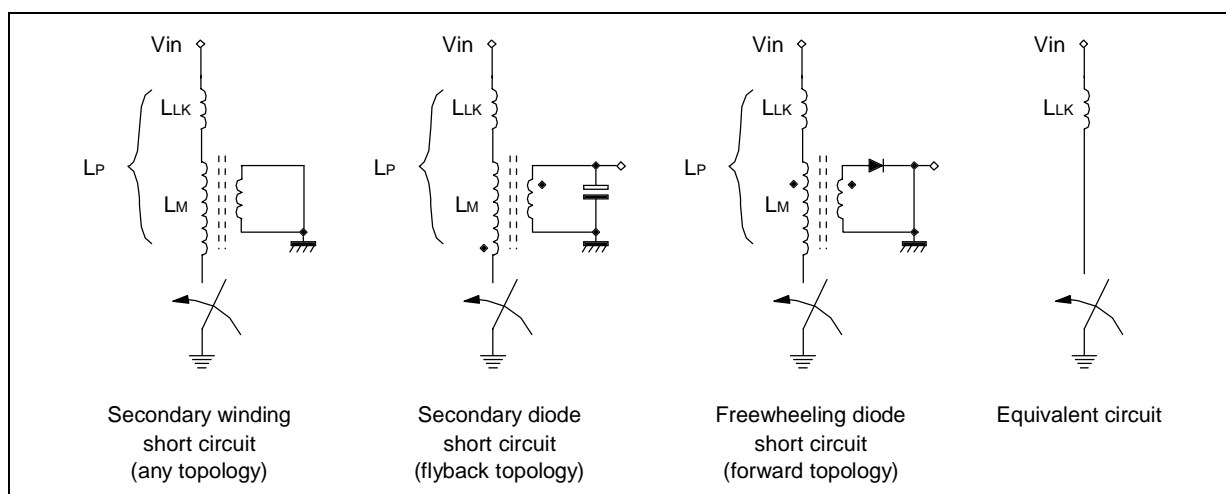 Vin
Vin
Vin
Vin
LLK
LLK
LLK
LLK
LP
LP
LP
LM
LM
LM
Secondary winding
short circuit
(any topology)
Secondary diode
short circuit
(flyback topology)
Freewheeling diode
short circuit
(forward topology)
Equivalent circuit